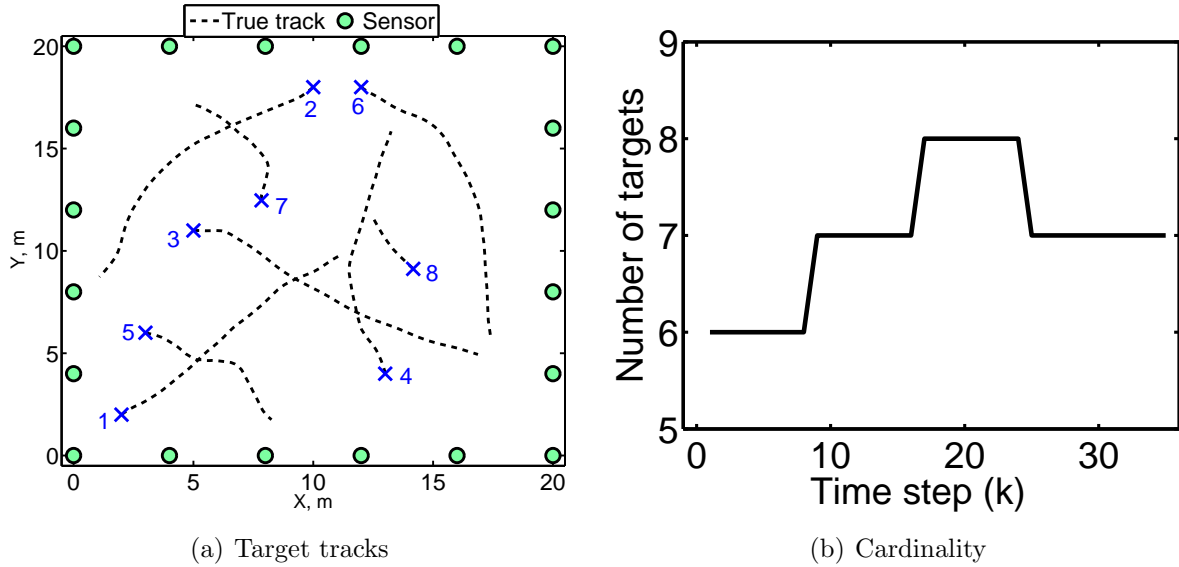 True track Sensor
20
15
10
5
0
Y, m
0 5 10 15 20
X, m
1
2
3
4
5
6
7
8
(a) Target tracks
9
8
7
6
5
Number of targets
0 10 20 30
Time step (k)
(b) Cardinality